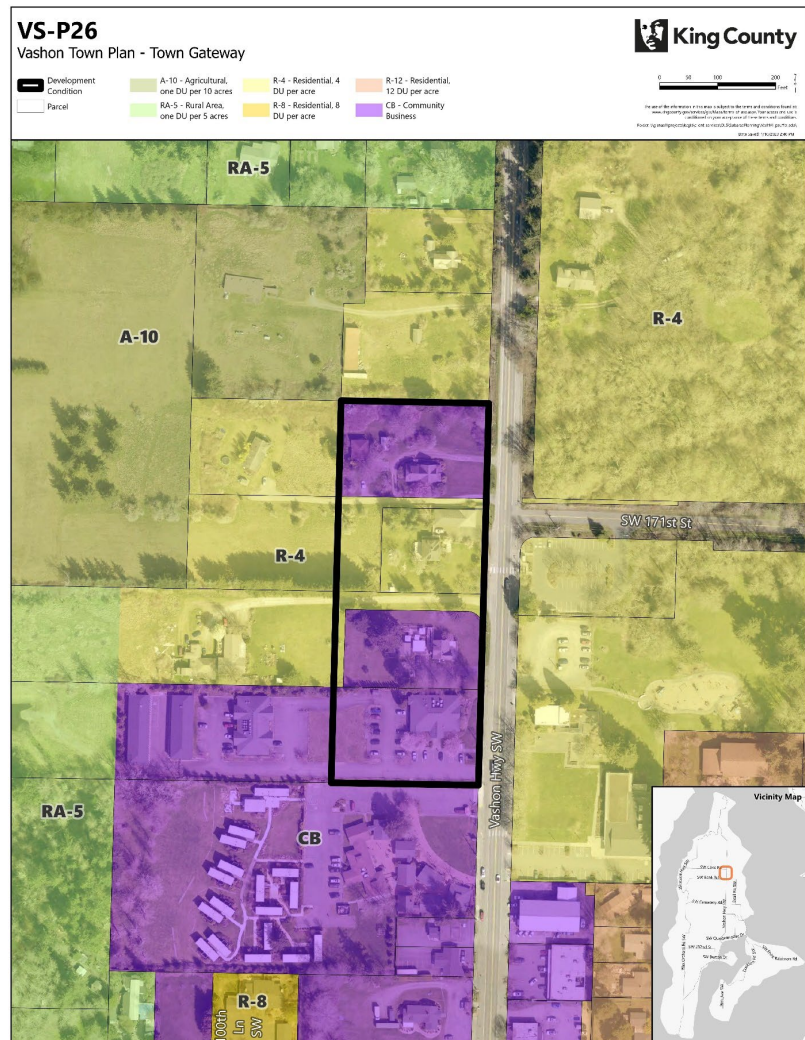 VS-P26
Vashon Town Plan - Town Gateway
King County
Development
Condition
Parcel
A-10 - Agricultural,
one DU per 10 acres
RA-5 - Rural Area,
one DU per 5 acres
R-4 - Residential, 4
DU per acre
R-8 - Residential, 8
DU per acre
R-12 - Residential,
12 DU per acre
CB - Community
Business
0 50 100 200
Feet
RA-5
A-10
R-4
SW 171st St
R-4
Vashon Hwy SW
RA-5
CB
R-8
100th
Ln
SW
Vicinity Map